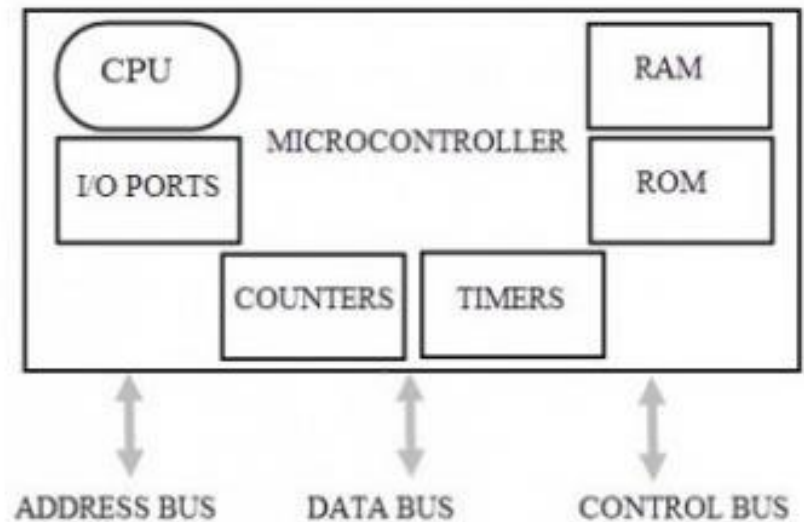 CPU
RAM
MICROCONTROLLER
I/O PORTS
ROM
COUNTERS
TIMERS
ADDRESS BUS
DATA BUS
CONTROL BUS